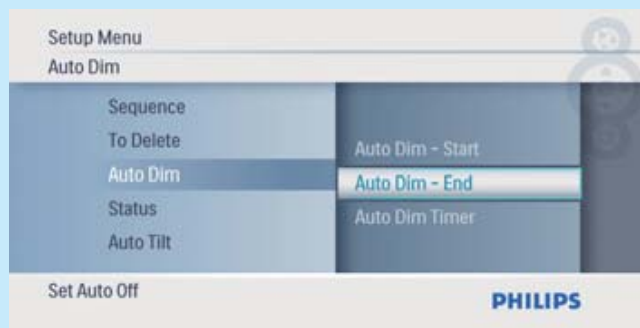 Setup Menu
Auto Dim
Sequence
To Delete
Auto Dim
Status
Auto Tilt
Auto Dim - Start
Auto Dim - End
Auto Dim Timer
Set Auto Off
PHILIPS